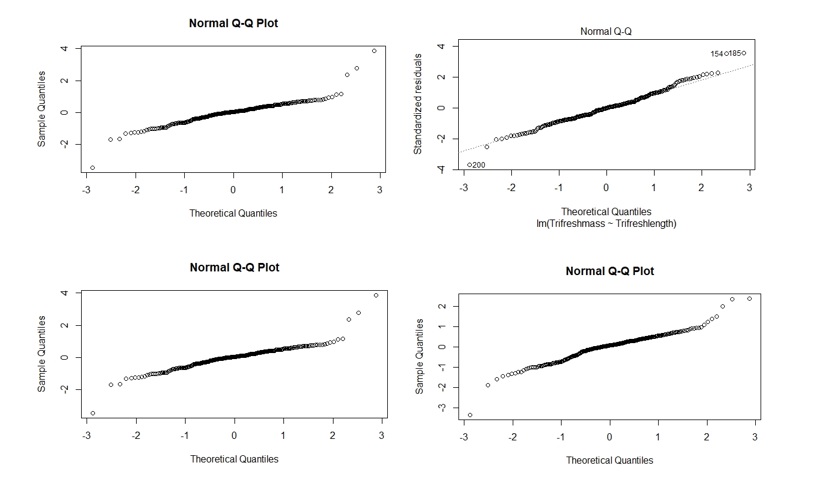 Normal Q-Q Plot
Sample Quantiles
4
2
0
-2
-3 -2 -1 0 1 2 3
Theoretical Quantiles
Normal Q-Q
Standardized residuals
4
2
0
-2
-4
154 185
200
-3 -2 -1 0 1 2 3
Theoretical Quantiles
lm(Trifreshmass ~ Trifreshlength)
Normal Q-Q Plot
Sample Quantiles
4
2
0
-2
-3 -2 -1 0 1 2 3
Theoretical Quantiles
Normal Q-Q Plot
Sample Quantiles
2
1
0
-1
-2
-3
-3 -2 -1 0 1 2 3
Theoretical Quantiles